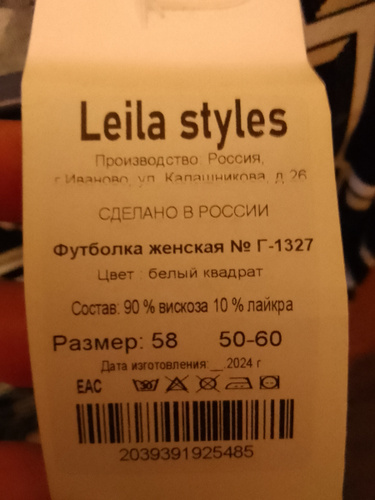 Leila styles
Производство: Россия,
г.Иваново, ул. Калашникова, д.26
СДЕЛАНО В РОССИИ
Футболка женская № Г-1327
Цвет : белый квадрат
Состав: 90 % вискоза 10 % лайкра
Размер: 58 50-60
Дата изготовления:__.2024 г
EAC
2039391925485